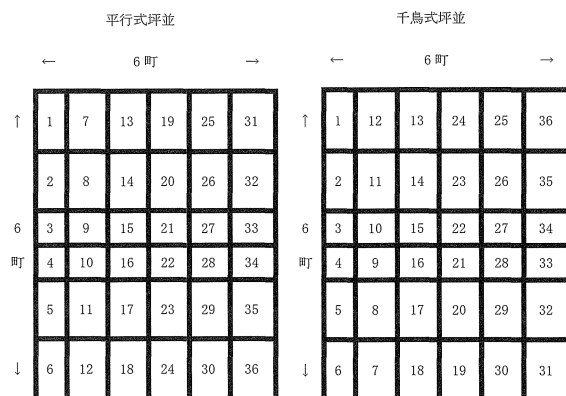 平行式坪並
← 6町 →
↑ 1 7 13 19 25 31
2 8 14 20 26 32
6 3 9 15 21 27 33
町 4 10 16 22 28 34
5 11 17 23 29 35
↓ 6 12 18 24 30 36
千鳥式坪並
← 6町 →
↑ 1 12 13 24 25 36
2 11 14 23 26 35
6 3 10 15 22 27 34
町 4 9 16 21 28 33
5 8 17 20 29 32
↓ 6 7 18 19 30 31